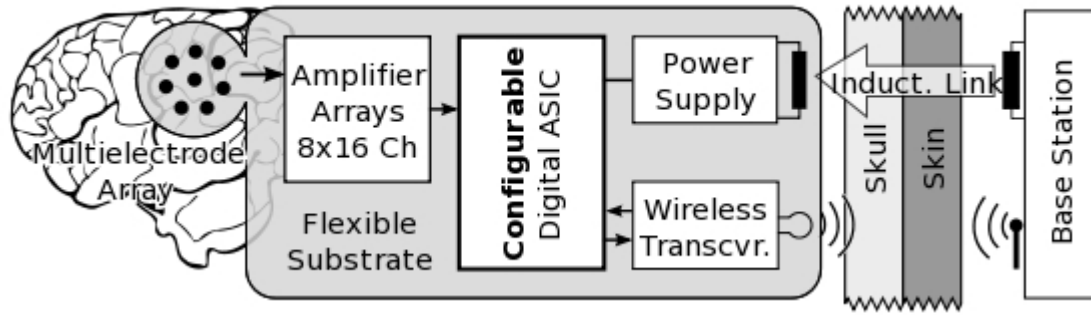 Multielectrode
Array
Amplifier
Arrays
8x16 Ch
Flexible
Substrate
Configurable
Digital ASIC
Power
Supply
Wireless
Transcvr.
Induct. Link
Skull
Skin
Base Station